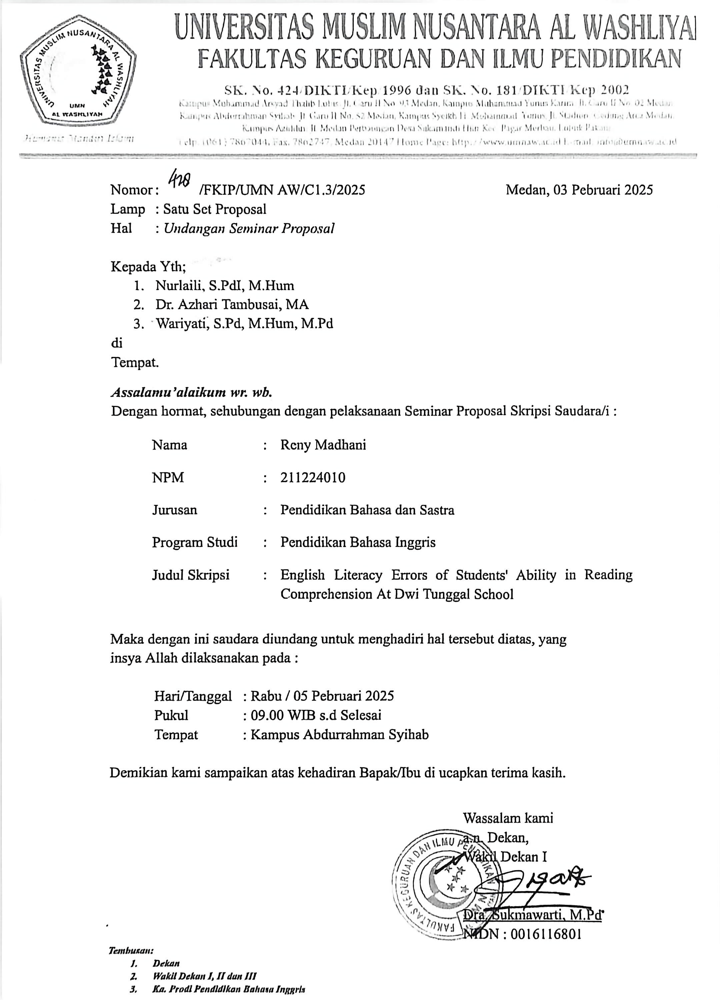 UNIVERSITAS MUSLIM NUSANTARA AL WASHLIYAH
UMN
AL WASHLIYAH
Humanis Mandiri Islami
UNIVERSITAS MUSLIM NUSANTARA AL WASHLIYA
FAKULTAS KEGURUAN DAN ILMU PENDIDIKAN
SK. No. 424/DIKTI/Kep/1996 dan SK. No. 181/DIKTI/Kep/2002
Kampus Muhammad Arsyad Thalib Lubis, Jl. Garu II No. 93 Medan, Kampus Muhammad Yunus Karim, Jl. Garu II No. 02 Medan
Kampus Abdurrahman Syihab, Jl. Garu II No. 52 Medan, Kampus Syeikh H. Muhammad Yunus, Jl. Stadion Gedung Arca Medan
Kampus Jl. Medan Perbaungan Desa Sukamandi Hilir Kec. Pagar Merbau, Lubuk Pakam
Telp. (061) 7867044, Fax. 7862747, Medan 20147 Home Page: http://www.umnaw.ac.id E-mail: info@umnaw.ac.id
Nomor : 428 /FKIP/UMN AW/C1.3/2025 Medan, 03 Pebruari 2025
Lamp : Satu Set Proposal
Hal : Undangan Seminar Proposal
Kepada Yth;
1. Nurlaili, S.PdI, M.Hum
2. Dr. Azhari Tambusai, MA
3. Wariyati, S.Pd, M.Hum, M.Pd
di
Tempat.
Assalamu'alaikum wr. wb.
Dengan hormat, sehubungan dengan pelaksanaan Seminar Proposal Skripsi Saudara/i :
Nama : Reny Madhani
NPM : 211224010
Jurusan : Pendidikan Bahasa dan Sastra
Program Studi : Pendidikan Bahasa Inggris
Judul Skripsi : English Literacy Errors of Students' Ability in Reading
Comprehension At Dwi Tunggal School
Maka dengan ini saudara diundang untuk menghadiri hal tersebut diatas, yang
insya Allah dilaksanakan pada :
Hari/Tanggal : Rabu / 05 Pebruari 2025
Pukul : 09.00 WIB s.d Selesai
Tempat : Kampus Abdurrahman Syihab
Demikian kami sampaikan atas kehadiran Bapak/Ibu di ucapkan terima kasih.
Wassalam kami
a.n. Dekan,
Wakil Dekan I
FAKULTAS KEGURUAN DAN ILMU PENDIDIKAN
Dra. Sukmawarti, M.Pd
NIDN : 0016116801
Tembusan:
1. Dekan
2. Wakil Dekan I, II dan III
3. Ka. Prodi Pendidikan Bahasa Inggris